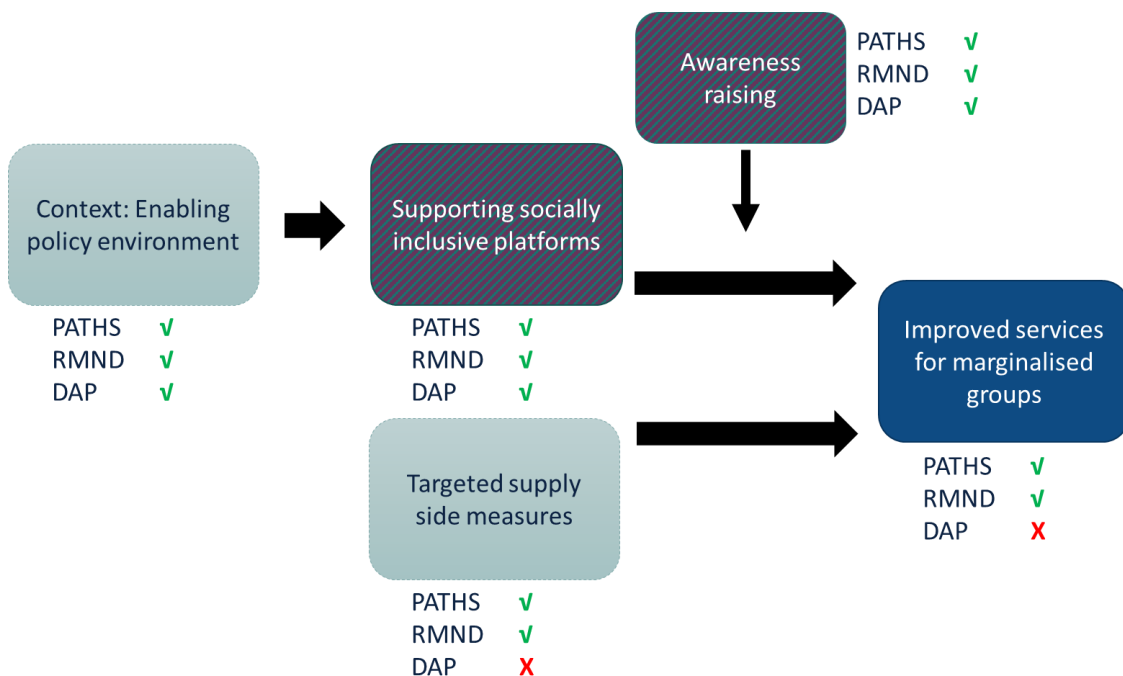 Awareness
raising
PATHS √
RMND √
DAP √
Context: Enabling
policy environment
PATHS √
RMND √
DAP √
Supporting socially
inclusive platforms
PATHS √
RMND √
DAP √
Targeted supply
side measures
PATHS √
RMND √
DAP X
Improved services
for marginalised
groups
PATHS √
RMND √
DAP X